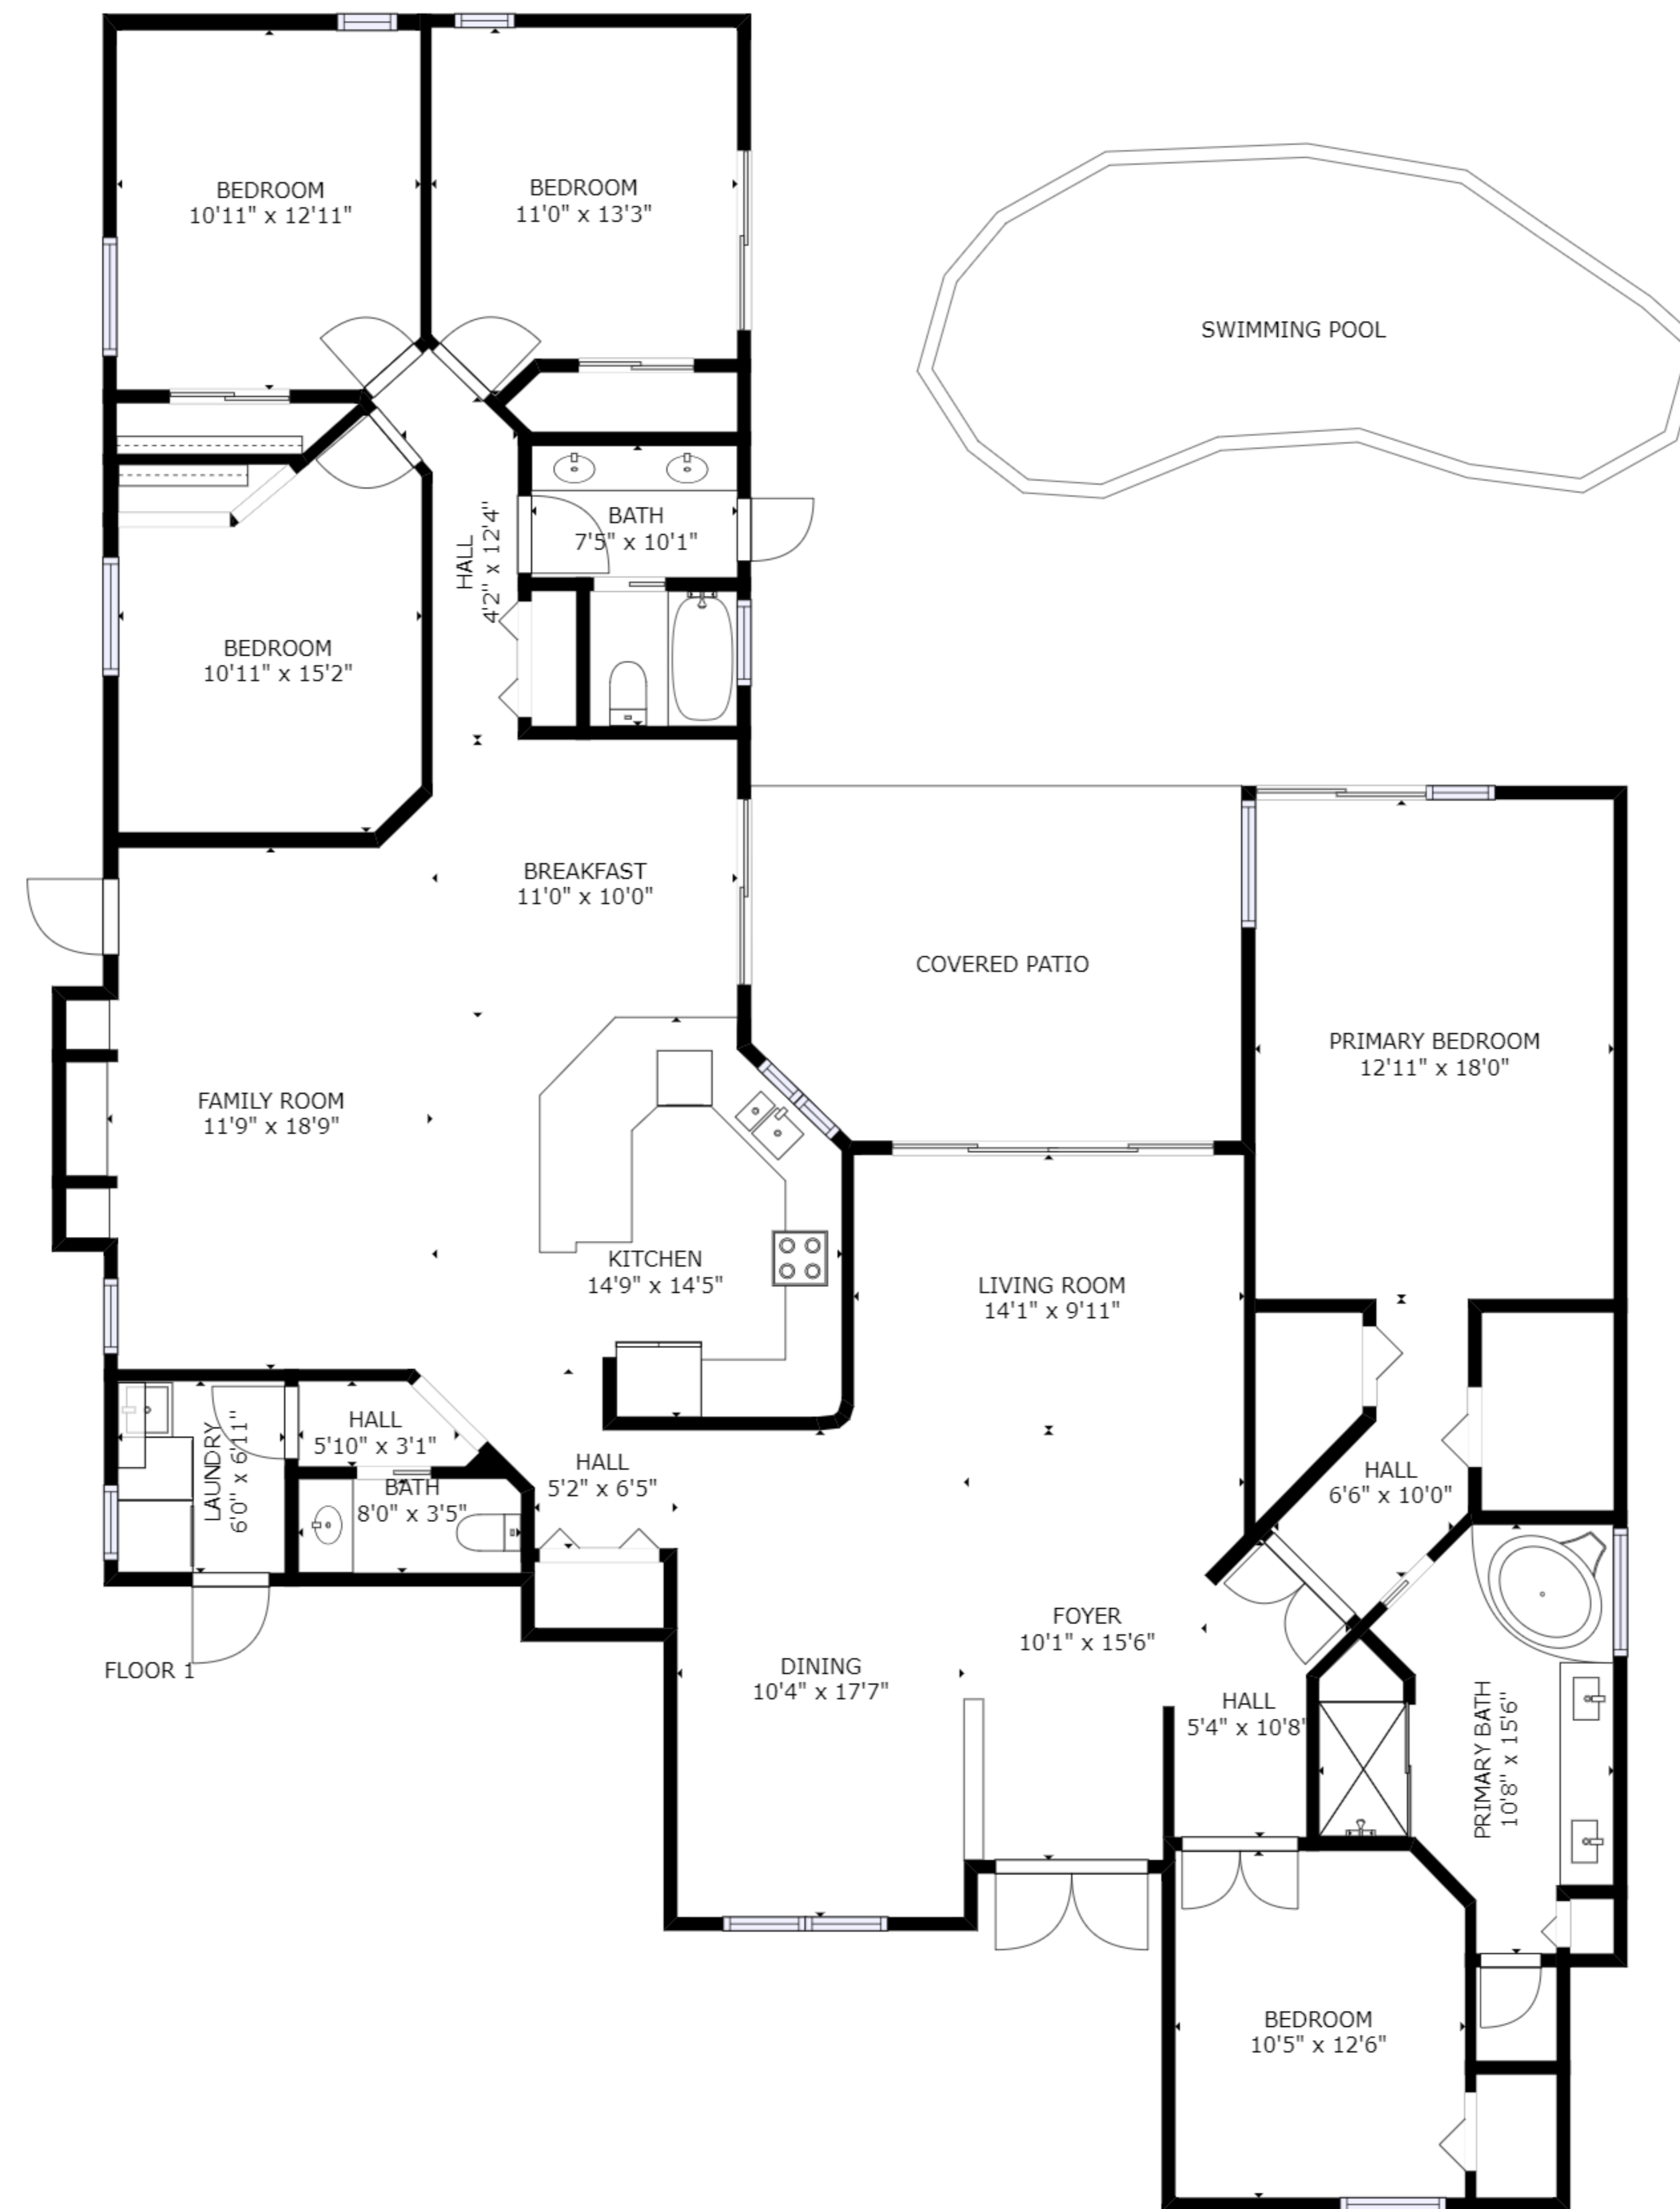 BEDROOM
10'11" x 12'11"
BEDROOM
11'0" x 13'3"
SWIMMING POOL
BATH
7'5" x 10'1"
HALL
4'2" x 12'4"
BEDROOM
10'11" x 15'2"
BREAKFAST
11'0" x 10'0"
COVERED PATIO
PRIMARY BEDROOM
12'11" x 18'0"
FAMILY ROOM
11'9" x 18'9"
KITCHEN
14'9" x 14'5"
LIVING ROOM
14'1" x 9'11"
HALL
5'10" x 3'1"
LAUNDRY
6'0" x 6'11"
BATH
8'0" x 3'5"
HALL
5'2" x 6'5"
HALL
6'6" x 10'0"
FOYER
10'1" x 15'6"
FLOOR 1
DINING
10'4" x 17'7"
HALL
5'4" x 10'8"
PRIMARY BATH
10'8" x 15'6"
BEDROOM
10'5" x 12'6"